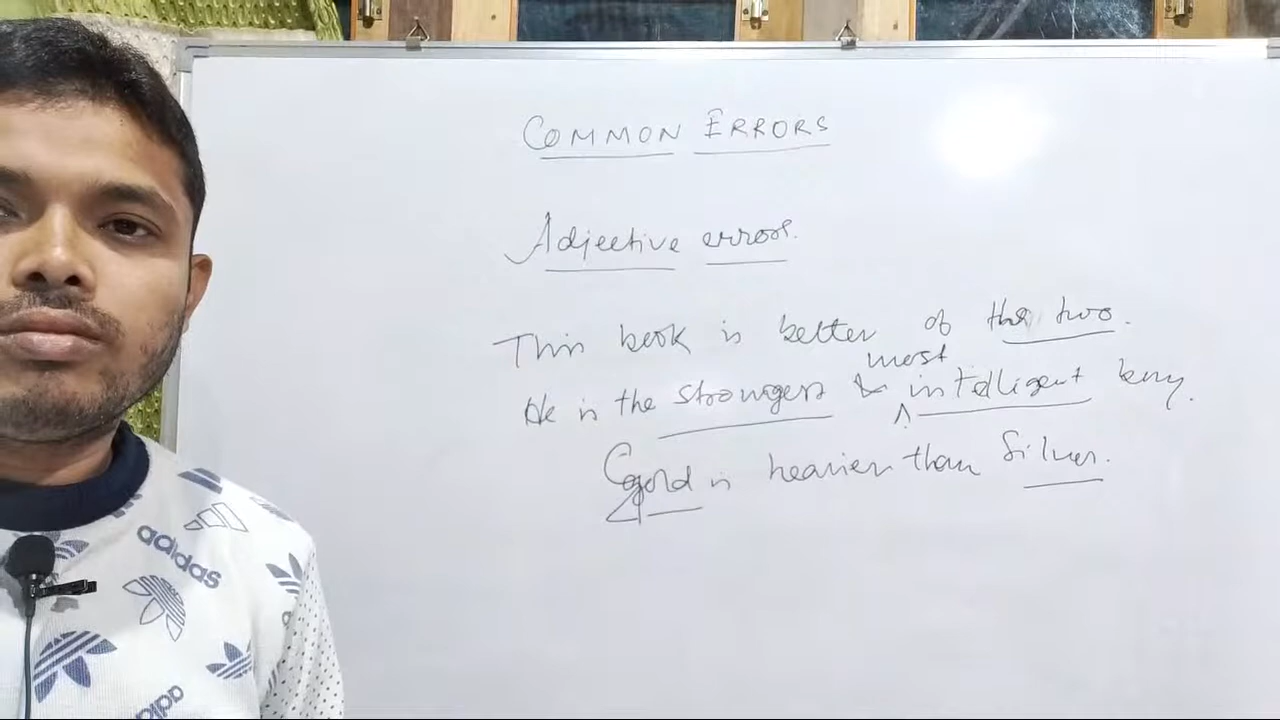 COMMON ERRORS
Adjective errors.
This book is better of the two.
most
He is the strongest & intelligent boy.
Gold is heavier than Silver.
adidas
adidas